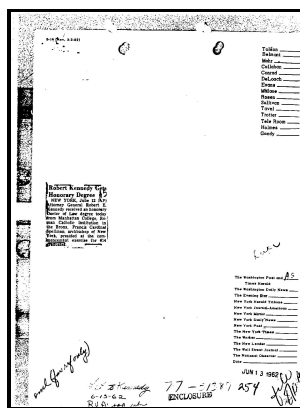 Tolson
Belmont
Mohr
Callahan
Conrad
DeLoach
Evans
Malone
Rosen
Sullivan
Tavel
Trotter
Tele Room
Holmes
Gandy
Robert Kennedy
Honorary Degree
NEW YORK, June 12 (AP)
Attorney General Robert F.
Kennedy received an honorary
Doctor of Law degree today
from Manhattan College, Ro-
man Catholic institution in
the Bronx. Francis Cardinal
Spellman, archbishop of New
York, presided at the com-
mencement exercise for 614
The Washington Post and A5
Times Herald
The Washington Daily News
The Evening Star
New York Herald Tribune
New York Journal-American
New York Mirror
New York Daily News
New York Post
The New York Times
The Worker
The New Leader
The Wall Street Journal
The National Observer
Date
JUN 13 1962
Kennedy
6-13-62
77-51387 254
ENCLOSURE